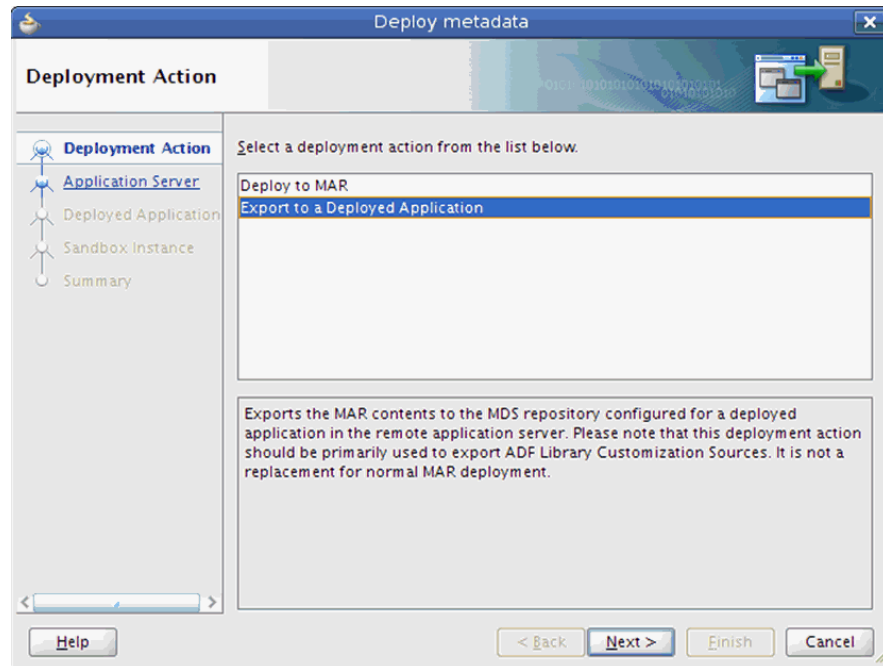 Deploy metadata
Deployment Action
Deployment Action
Application Server
Deployed Application
Sandbox Instance
Summary
Select a deployment action from the list below.
Deploy to MAR
Export to a Deployed Application
Exports the MAR contents to the MDS repository configured for a deployed
application in the remote application server. Please note that this deployment action
should be primarily used to export ADF Library Customization Sources. It is not a
replacement for normal MAR deployment.
Help
< Back
Next >
Finish
Cancel